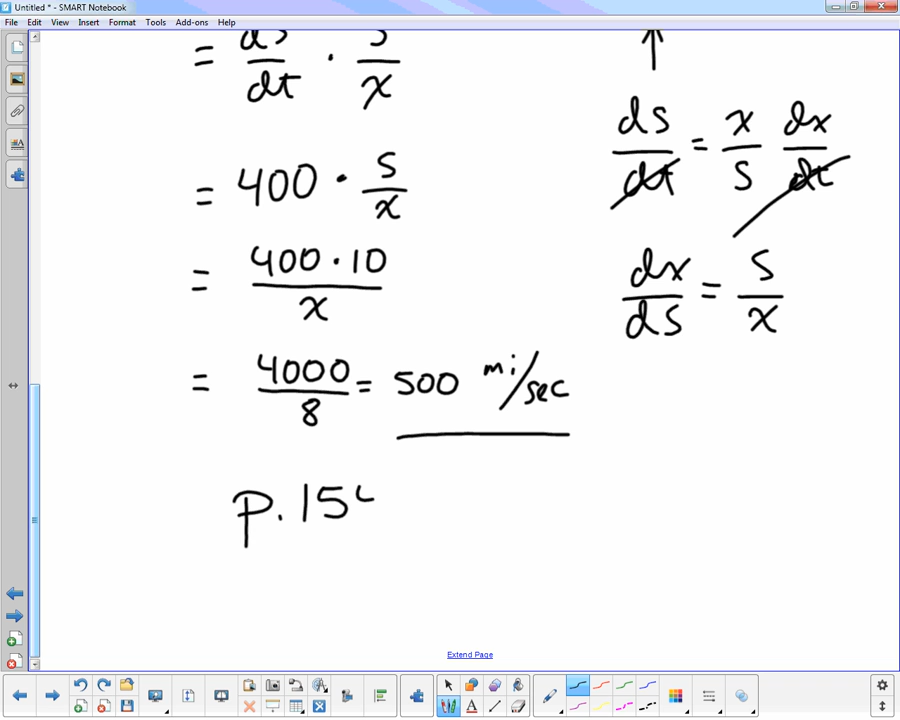 Untitled * - SMART Notebook
File Edit View Insert Format Tools Add-ons Help
= ds/dt · s/x
= 400 · s/x
= 400·10/x
= 4000/8 = 500 mi/sec
p. 15
ds/dt = x/s dx/dt
dx/ds = s/x
Extend Page